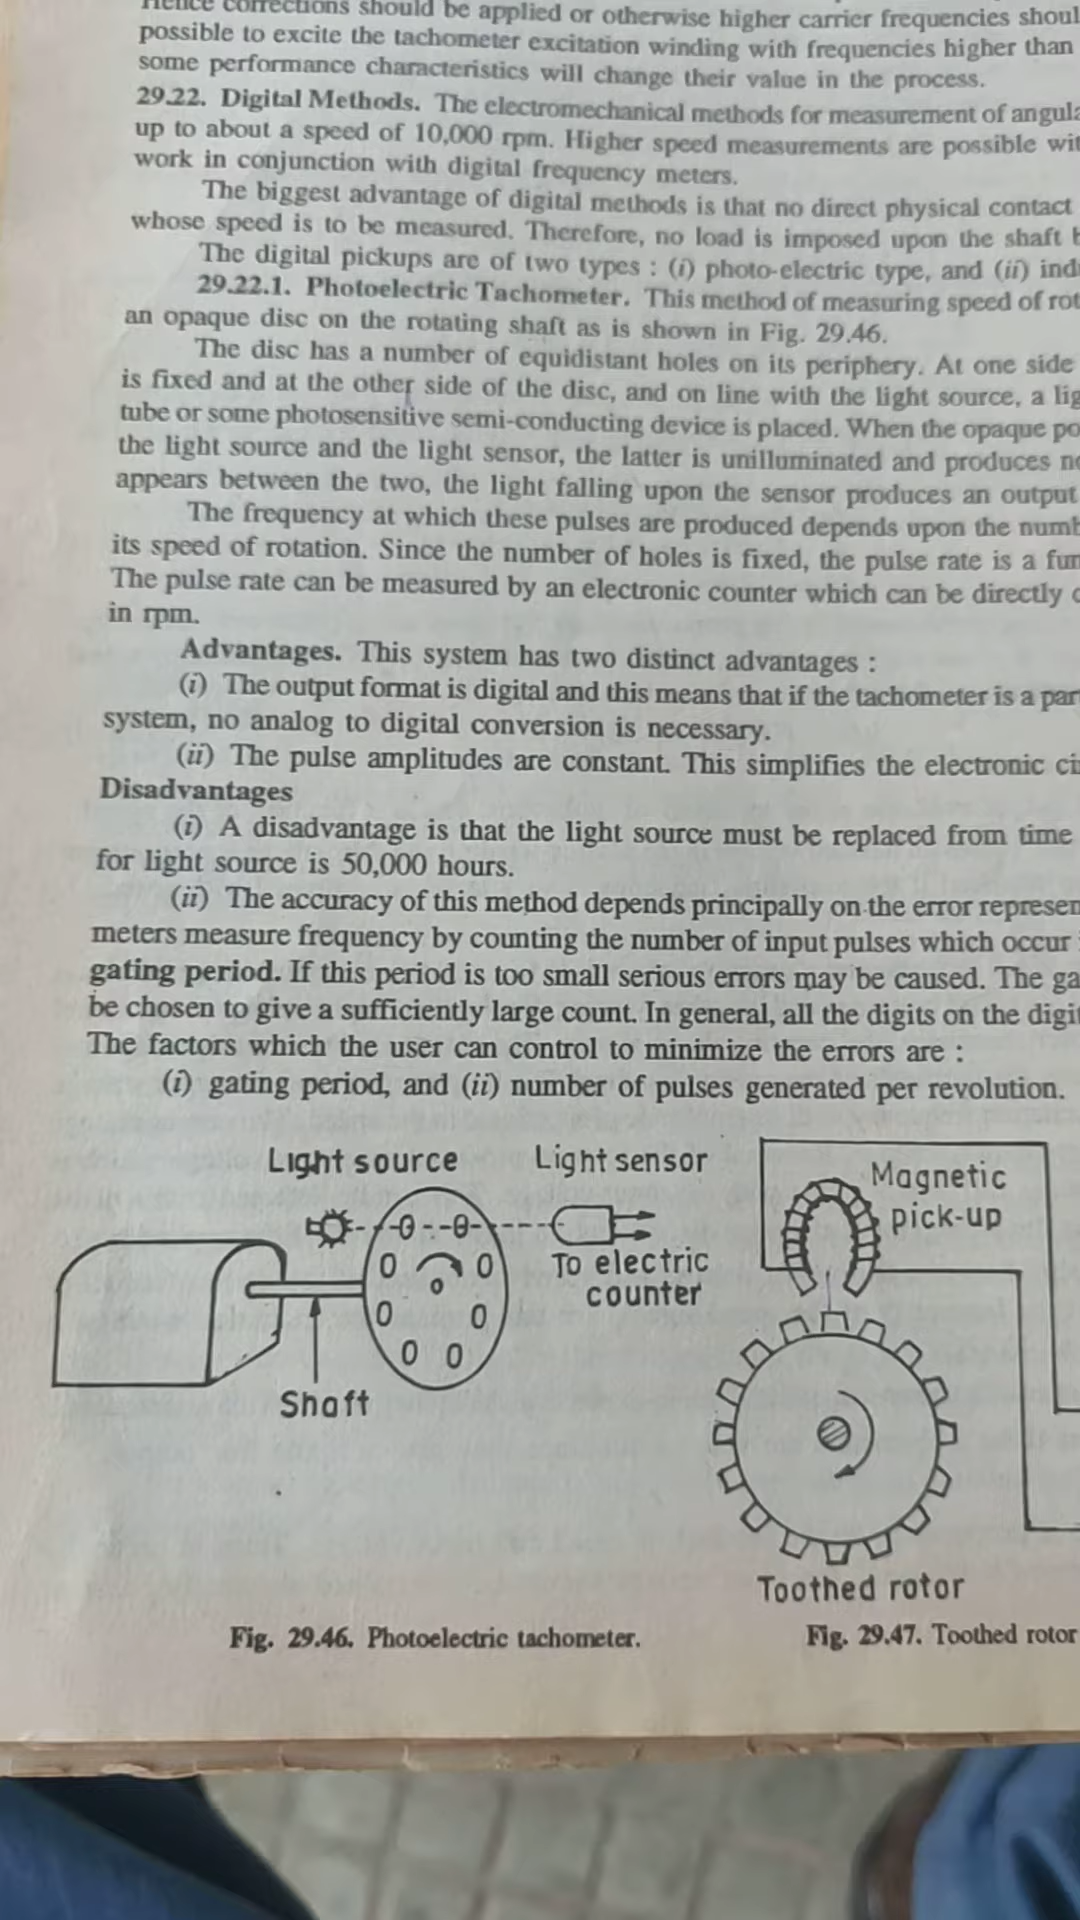 Hence corrections should be applied or otherwise higher carrier frequencies shoul
possible to excite the tachometer excitation winding with frequencies higher than
some performance characteristics will change their value in the process.
29.22. Digital Methods. The electromechanical methods for measurement of angula
up to about a speed of 10,000 rpm. Higher speed measurements are possible wit
work in conjunction with digital frequency meters.
The biggest advantage of digital methods is that no direct physical contact
whose speed is to be measured. Therefore, no load is imposed upon the shaft
The digital pickups are of two types : (i) photo-electric type, and (ii) ind
29.22.1. Photoelectric Tachometer. This method of measuring speed of rot
an opaque disc on the rotating shaft as is shown in Fig. 29.46.
The disc has a number of equidistant holes on its periphery. At one side
is fixed and at the other side of the disc, and on line with the light source, a lig
tube or some photosensitive semi-conducting device is placed. When the opaque po
the light source and the light sensor, the latter is unilluminated and produces no
appears between the two, the light falling upon the sensor produces an output
The frequency at which these pulses are produced depends upon the numb
its speed of rotation. Since the number of holes is fixed, the pulse rate is a fun
The pulse rate can be measured by an electronic counter which can be directly c
in rpm.
Advantages. This system has two distinct advantages :
(i) The output format is digital and this means that if the tachometer is a par
system, no analog to digital conversion is necessary.
(ii) The pulse amplitudes are constant. This simplifies the electronic ci
Disadvantages
(i) A disadvantage is that the light source must be replaced from time
for light source is 50,000 hours.
(ii) The accuracy of this method depends principally on the error represen
meters measure frequency by counting the number of input pulses which occur
gating period. If this period is too small serious errors may be caused. The ga
be chosen to give a sufficiently large count. In general, all the digits on the digit
The factors which the user can control to minimize the errors are :
(i) gating period, and (ii) number of pulses generated per revolution.
Light source
Light sensor
To electric
counter
Shaft
Magnetic
pick-up
Toothed rotor
Fig. 29.46. Photoelectric tachometer.
Fig. 29.47. Toothed rotor